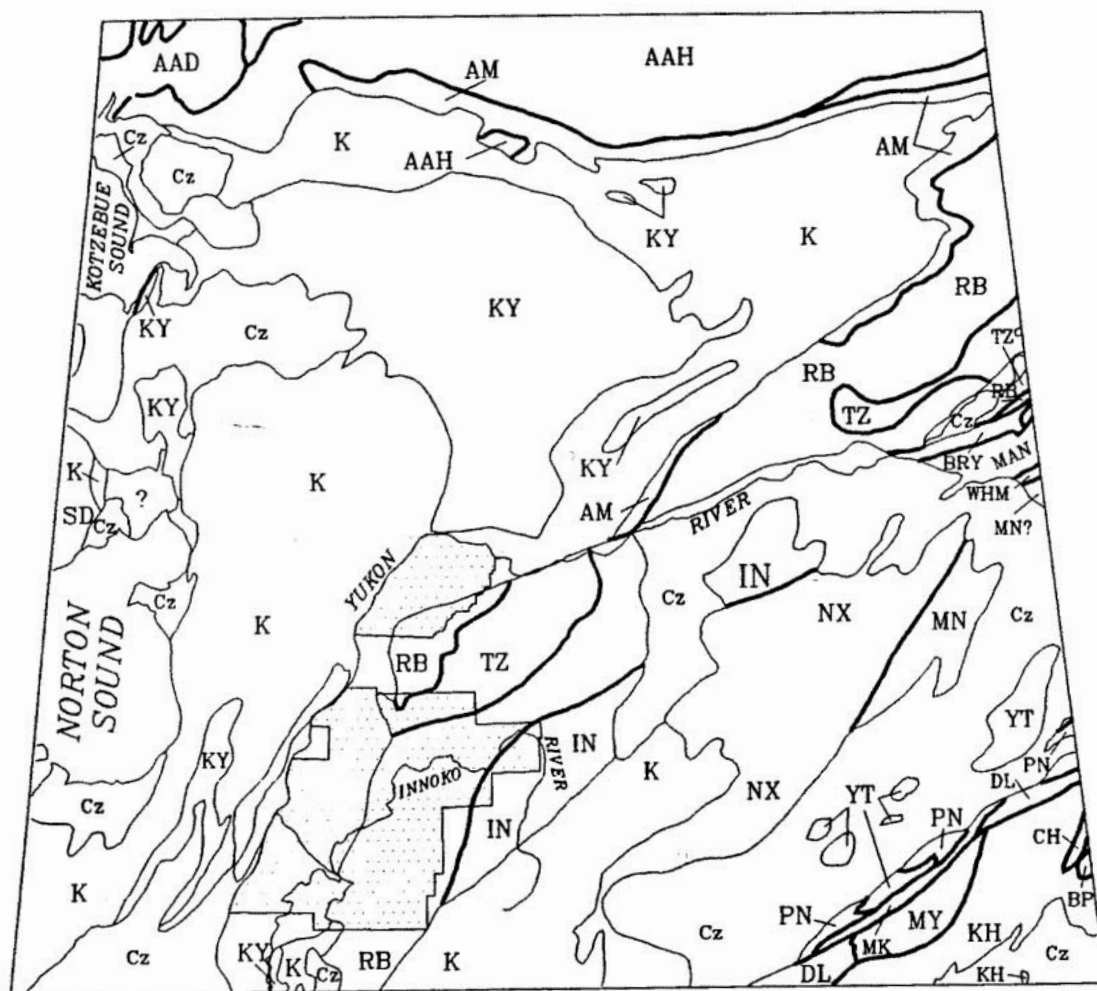 AAD
AM
AAH
Cz
K
AAH
AM
Cz
KOTZEBUE
SOUND
KY
K
KY
KY
RB
Cz
KY
RB
TZ
RB
TZ
Cz
KY
K
K
?
SD
Cz
KY
AM
BRY
MAN
WHM
MN?
RIVER
YUKON
IN
Cz
NX
MN
Cz
Cz
K
NORTON
SOUND
RB
TZ
YT
KY
IN
RIVER
INNOKO
K
NX
PN
DL
Cz
YT
PN
IN
CH
BP
K
PN
MY
MK
KH
Cz
Cz
Cz
KY
K
Cz
RB
K
DL
KH